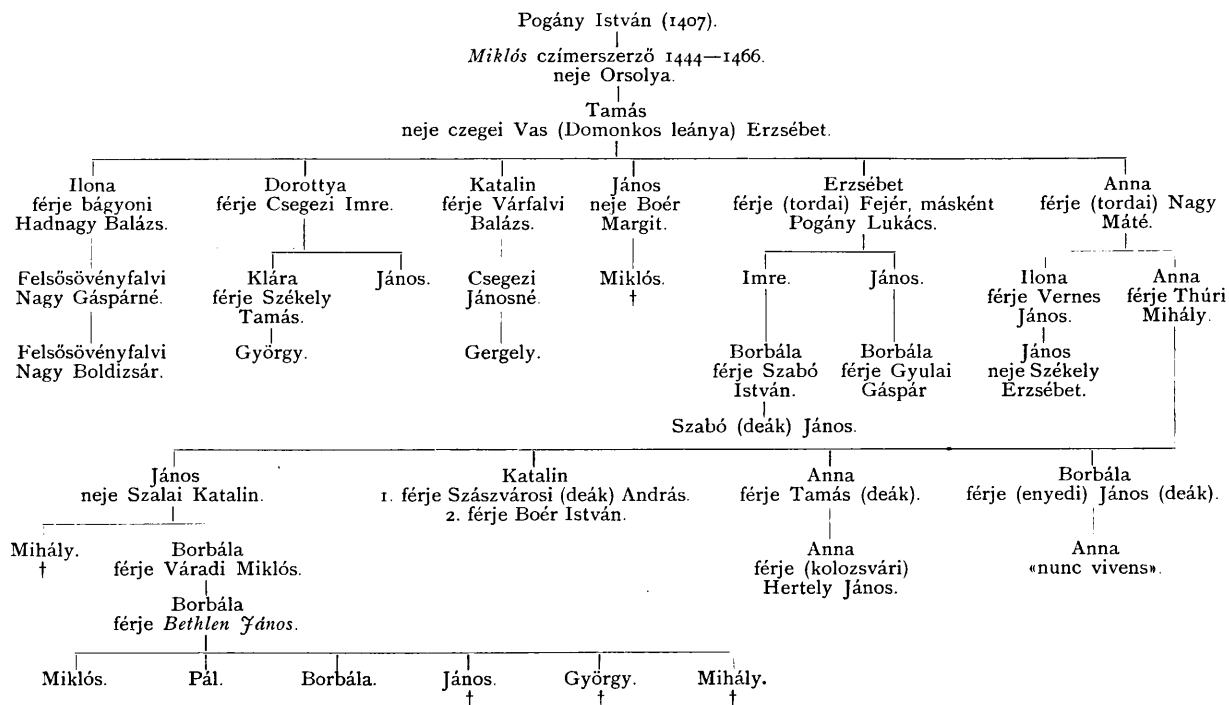 Pogány István (1407).
Miklós czímerszerző 1444—1466.
neje Orsolya.
Tamás
neje czegei Vas (Domonkos leánya) Erzsébet.
Ilona
férje bágyoni
Hadnagy Balázs.
Dorottya
férje Csegezi Imre.
Katalin
férje Várfalvi
Balázs.
János
neje Boér
Margit.
Erzsébet
férje (tordai) Fejér, másként
Pogány Lukács.
Anna
férje (tordai) Nagy
Máté.
Felsősövényfalvi
Nagy Gáspárné.
Klára
férje Székely
Tamás.
János.
Csegezi
Jánosné.
Miklós.
†
Imre.
János.
Ilona
férje Vernes
János.
Anna
férje Thúri
Mihály.
Felsősövényfalvi
Nagy Boldizsár.
György.
Gergely.
Borbála
férje Szabó
István.
Borbála
férje Gyulai
Gáspár
János
neje Székely
Erzsébet.
Szabó (deák) János.
János
neje Szalai Katalin.
Katalin
1. férje Szászvárosi (deák) András.
2. férje Boér István.
Anna
férje Tamás (deák).
Borbála
férje (enyedi) János (deák).
Mihály.
†
Borbála
férje Váradi Miklós.
Anna
férje (kolozsvári)
Hertely János.
Anna
«nunc vivens».
Borbála
férje Bethlen János.
Miklós.
Pál.
Borbála.
János.
†
György.
†
Mihály.
†